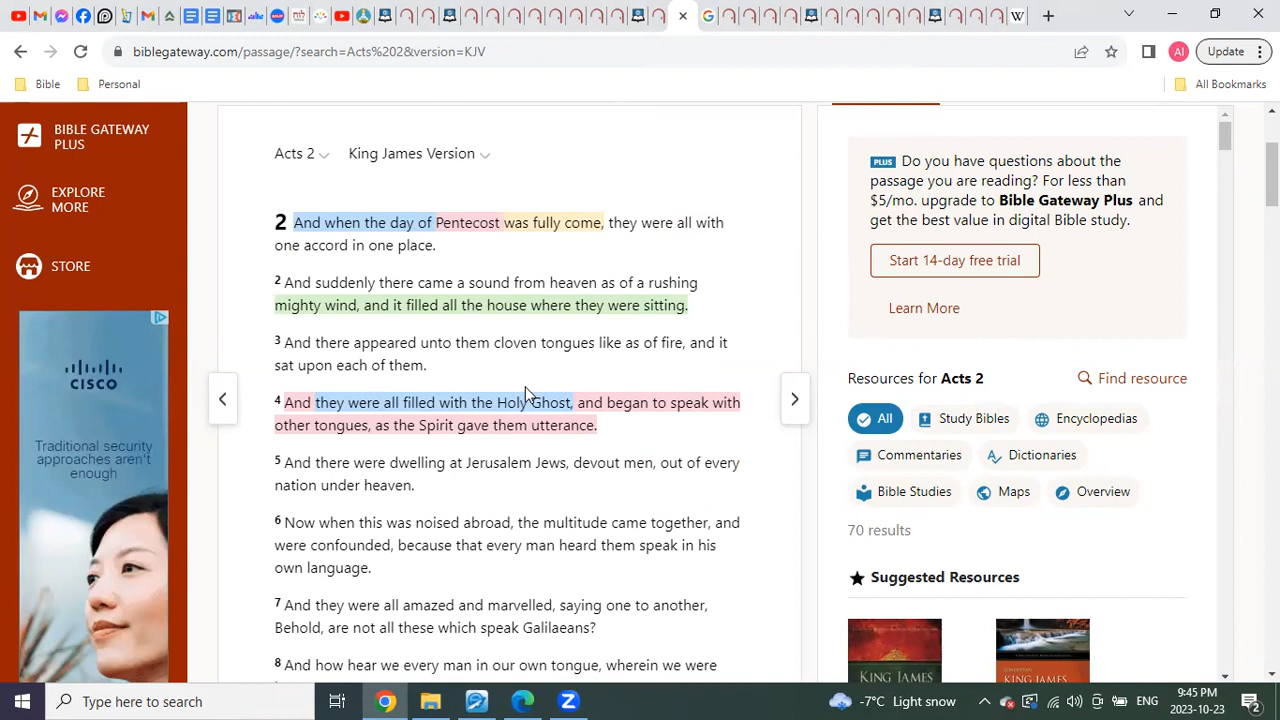 biblegateway.com/passage/?search=Acts%202&version=KJV
AI
Update
Bible
Personal
All Bookmarks
BIBLE GATEWAY
PLUS
EXPLORE
MORE
STORE
CISCO
Traditional security
approaches aren't
enough
Acts 2
King James Version
2 And when the day of Pentecost was fully come, they were all with
one accord in one place.
2 And suddenly there came a sound from heaven as of a rushing
mighty wind, and it filled all the house where they were sitting.
3 And there appeared unto them cloven tongues like as of fire, and it
sat upon each of them.
4 And they were all filled with the Holy Ghost, and began to speak with
other tongues, as the Spirit gave them utterance.
5 And there were dwelling at Jerusalem Jews, devout men, out of every
nation under heaven.
6 Now when this was noised abroad, the multitude came together, and
were confounded, because that every man heard them speak in his
own language.
7 And they were all amazed and marvelled, saying one to another,
Behold, are not all these which speak Galilaeans?
8 And how hear we every man in our own tongue, wherein we were
PLUS Do you have questions about the
passage you are reading? For less than
$5/mo. upgrade to Bible Gateway Plus and
get the best value in digital Bible study.
Start 14-day free trial
Learn More
Resources for Acts 2
Find resource
All
Study Bibles
Encyclopedias
Commentaries
Dictionaries
Bible Studies
Maps
Overview
70 results
Suggested Resources
KING JAMES
KING JAMES
Type here to search
-7°C Light snow
ENG
9:45 PM
2023-10-23
2